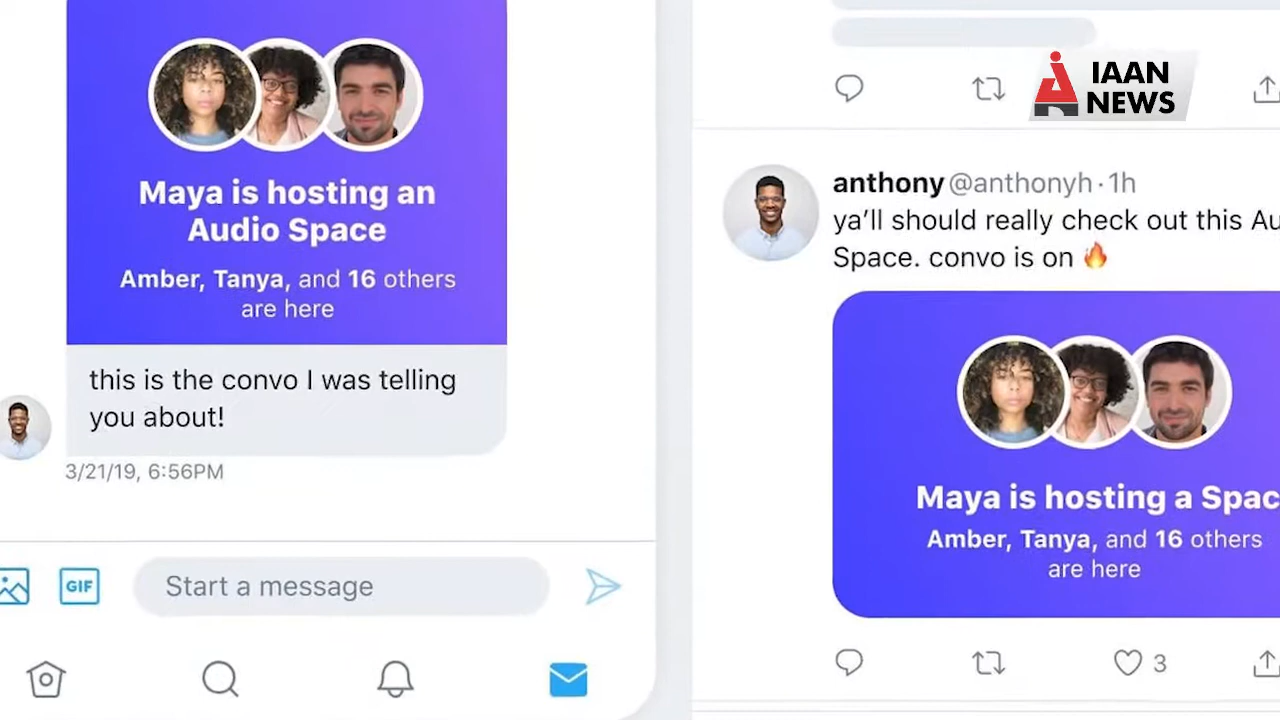 Maya is hosting an
Audio Space
Amber, Tanya, and 16 others
are here
this is the convo I was telling
you about!
3/21/19, 6:56PM
GIF
Start a message
IAAN
NEWS
anthony @anthonyh · 1h
ya’ll should really check out this Au
Space. convo is on 🔥
Maya is hosting a Spac
Amber, Tanya, and 16 others
are here
3